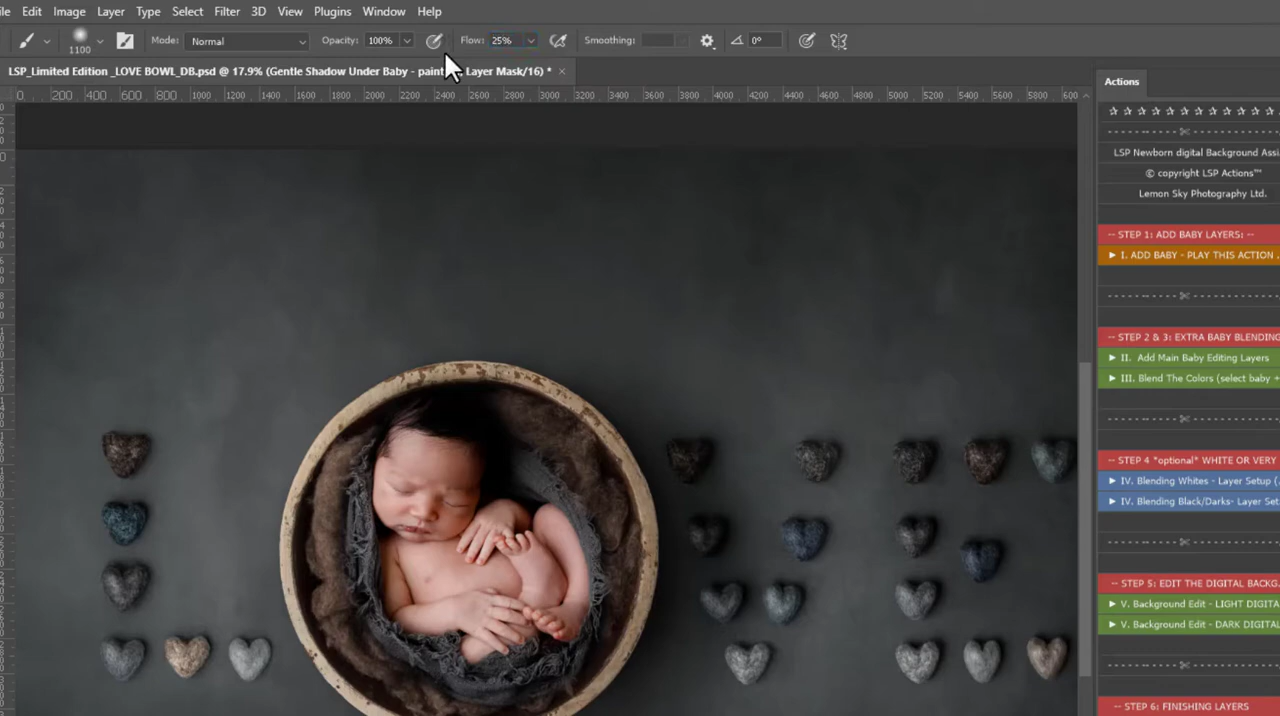 ile Edit Image Layer Type Select Filter 3D View Plugins Window Help
1100 Mode: Normal Opacity: 100% Flow: 25% Smoothing: 0°
LSP_Limited Edition _LOVE BOWL_DB.psd @ 17.9% (Gentle Shadow Under Baby - paint Layer Mask/16) *
0 200 400 600 800 1000 1200 1400 1600 1800 2000 2200 2400 2600 2800 3000 3200 3400 3600 3800 4000 4200 4400 4600 4800 5000 5200 5400 5600 5800 600
Actions
LSP Newborn digital Background Assi
© copyright LSP Actions™
Lemon Sky Photography Ltd.
-- STEP 1: ADD BABY LAYERS: --
I. ADD BABY - PLAY THIS ACTION .
-- STEP 2 & 3: EXTRA BABY BLENDING
II. Add Main Baby Editing Layers
III. Blend The Colors (select baby +
-- STEP 4 *optional* WHITE OR VERY
IV. Blending Whites - Layer Setup (.
IV. Blending Black/Darks- Layer Set
-- STEP 5: EDIT THE DIGITAL BACKG.
V. Background Edit - LIGHT DIGITAL
V. Background Edit - DARK DIGITAL
-- STEP 6: FINISHING LAYERS